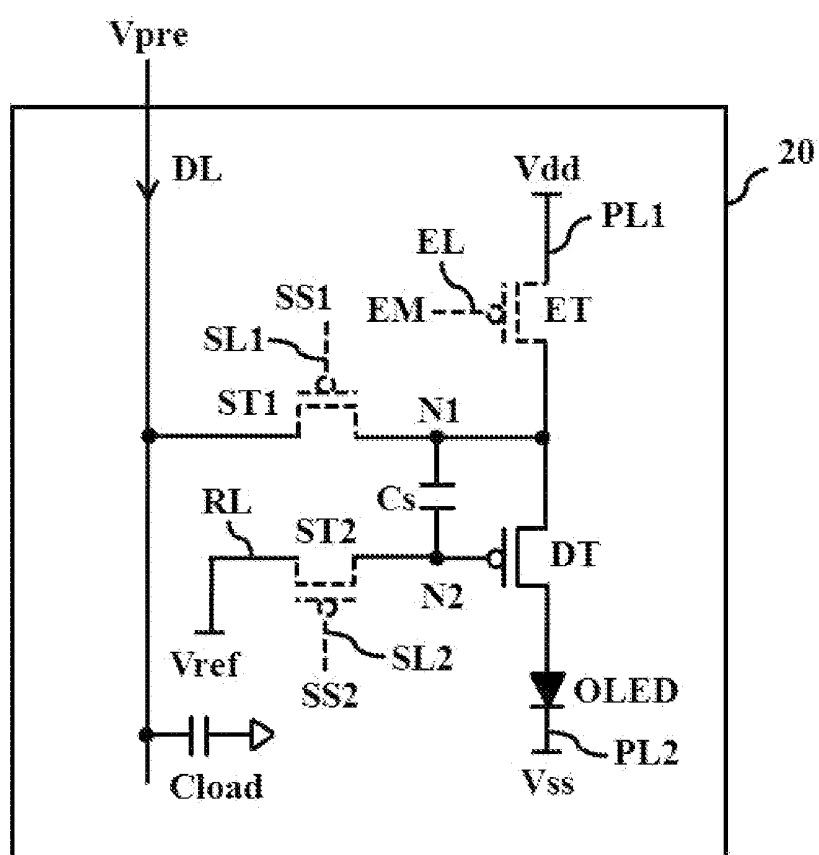 Vpre
DL
20
Vdd
PL1
EL
SS1
EM
ET
SL1
ST1
N1
Cs
RL
ST2
DT
N2
Vref
SL2
SS2
OLED
PL2
Cload
Vss